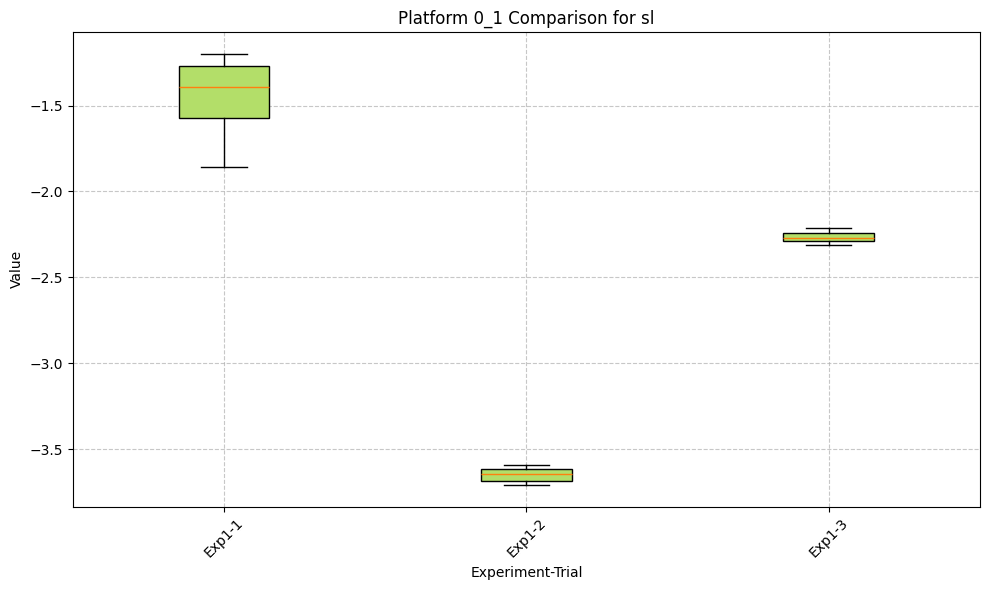 Platform 0_1 Comparison for sl
Value
−1.5
−2.0
−2.5
−3.0
−3.5
Exp1-1
Exp1-2
Exp1-3
Experiment-Trial